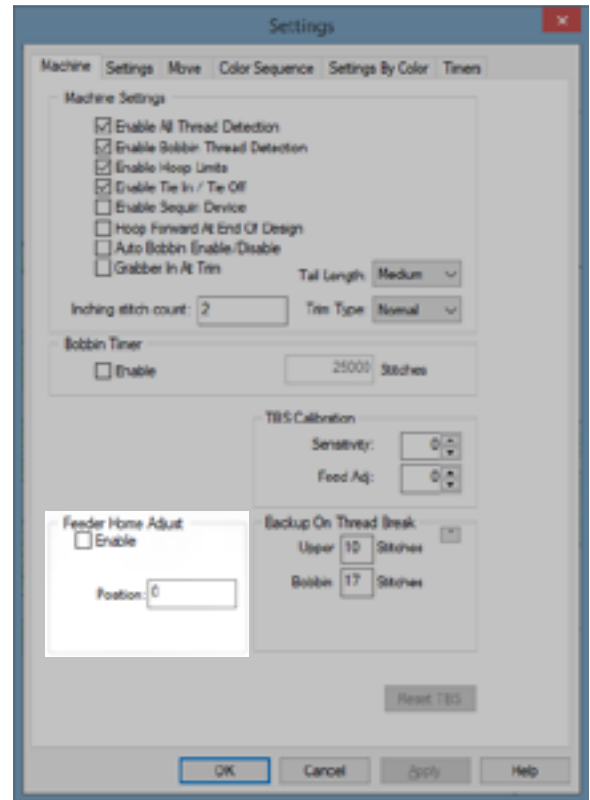 Settings
Machine Settings Move Color Sequence Settings By Color Timers
Machine Settings
Enable All Thread Detection
Enable Bobbin Thread Detection
Enable Hoop Limits
Enable Tie In / Tie Off
Enable Sequin Device
Hoop Forward At End Of Design
Auto Bobbin Enable/Disable
Grabber In At Trim
Tail Length: Medium
Inching stitch count: 2
Trim Type: Normal
Bobbin Timer
Enable
25000 Stitches
TBS Calibration
Sensitivity: 0
Feed Adj: 0
Feeder Home Adjust
Enable
Position: 0
Backup On Thread Break
Upper 10 Stitches
Bobbin 17 Stitches
Reset TBS
OK Cancel Apply Help